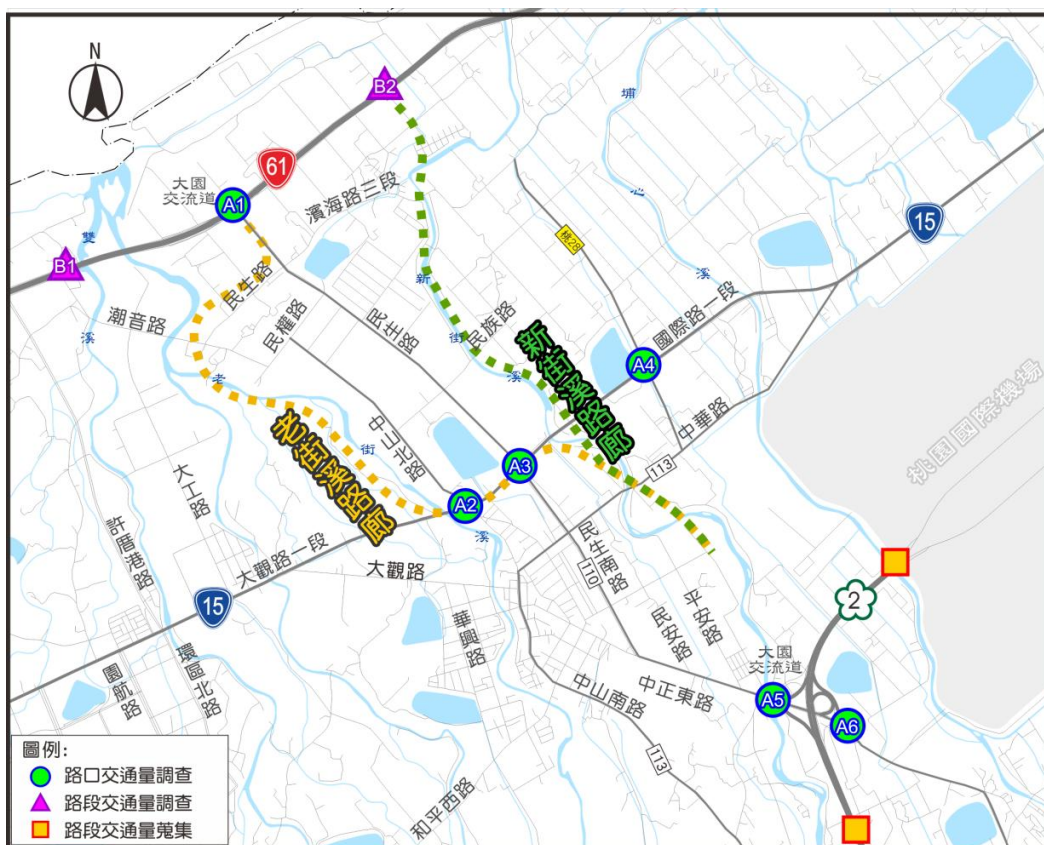 N
B2
61
大園
交流道
A1
濱海路三段
桃28
埔
心
溪
15
B1
雙
溪
潮音路
民生路
民權路
民生路
新
街
溪
民族路
新街溪路廊
國際路一段
A4
中華路
桃園國際機場
老
街
溪
老街溪路廊
中北北路
A3
A2
113
大工路
許厝港路
大觀路一段
大觀路
15
民生南路
110
民安路
平安路
2
華興路
環區北路
園航路
大園
交流道
A5
A6
中正東路
中山南路
113
和平西路
圖例:
路口交通量調查
路段交通量調查
路段交通量蒐集